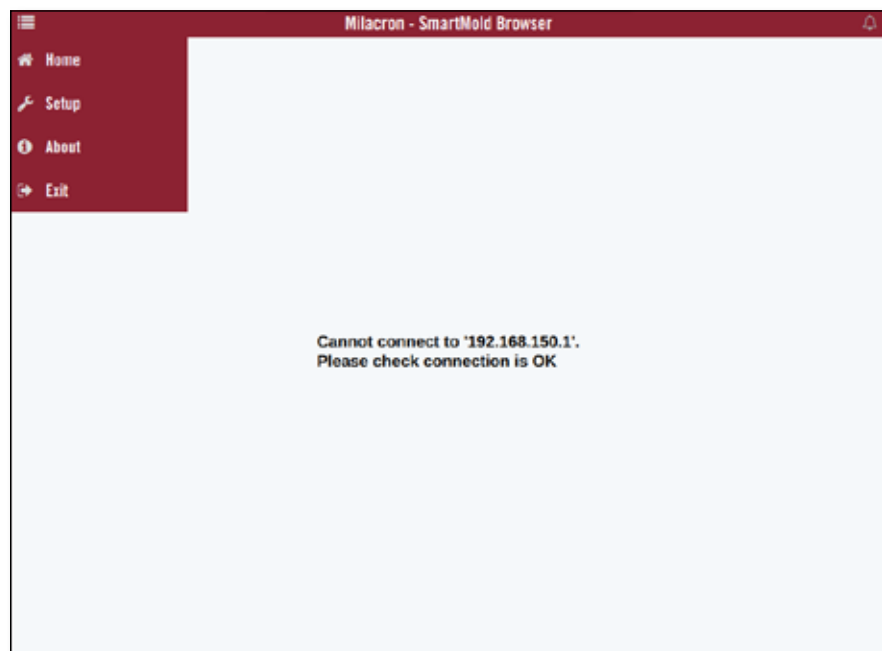 Milacron - SmartMold Browser
Home
Setup
About
Exit
Cannot connect to '192.168.150.1'.
Please check connection is OK